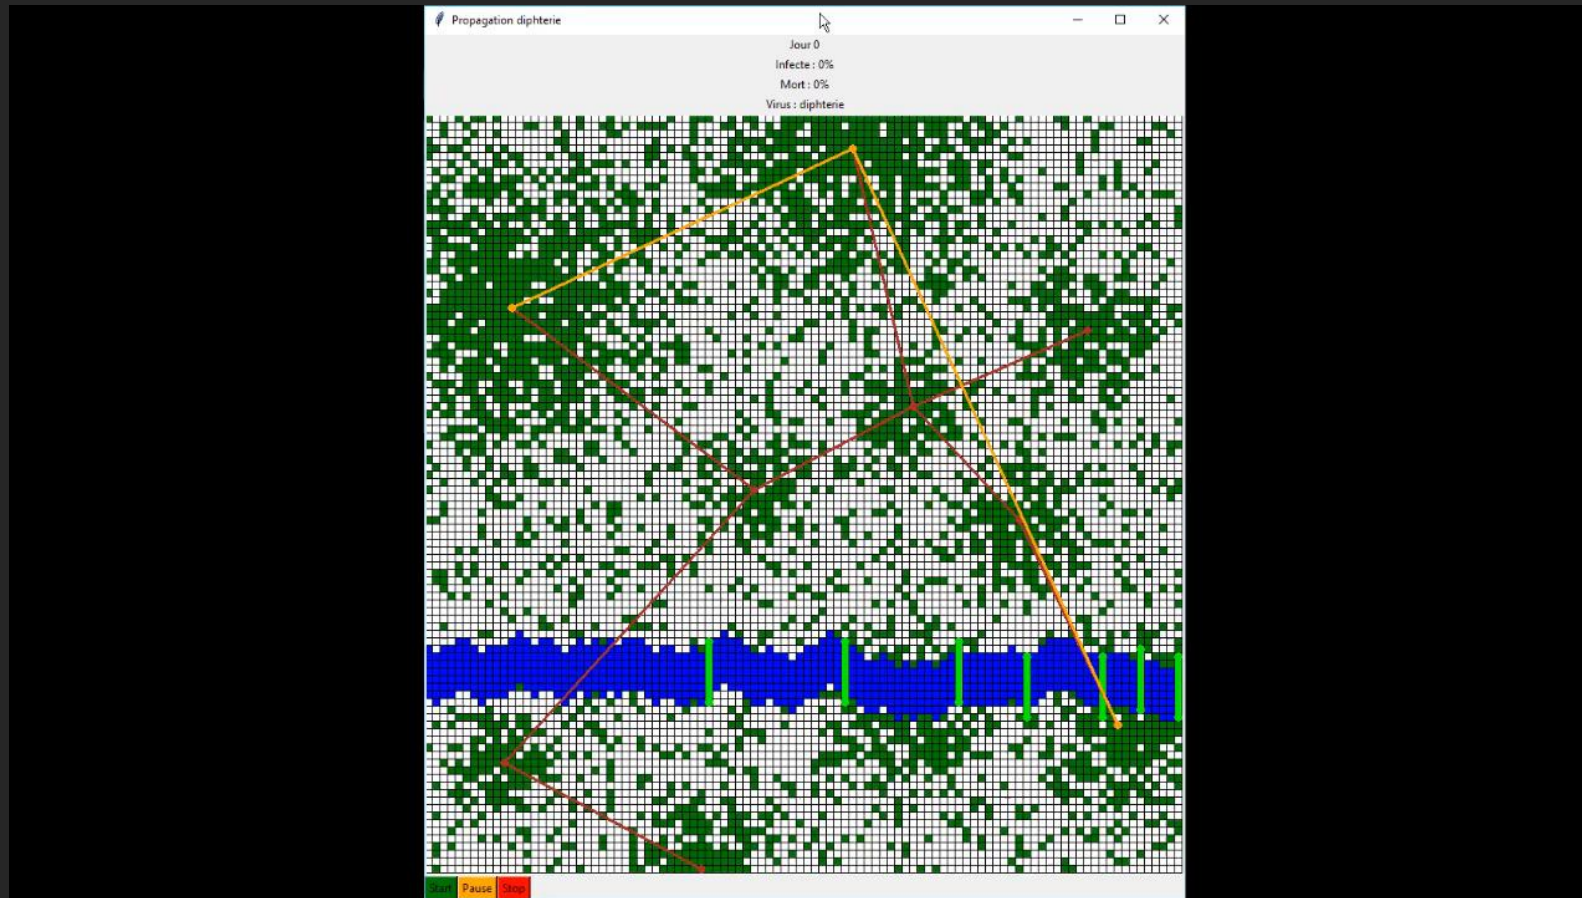 Propagation diphterie
Jour 0
Infecte : 0%
Mort : 0%
Virus : diphterie
Start Pause Stop